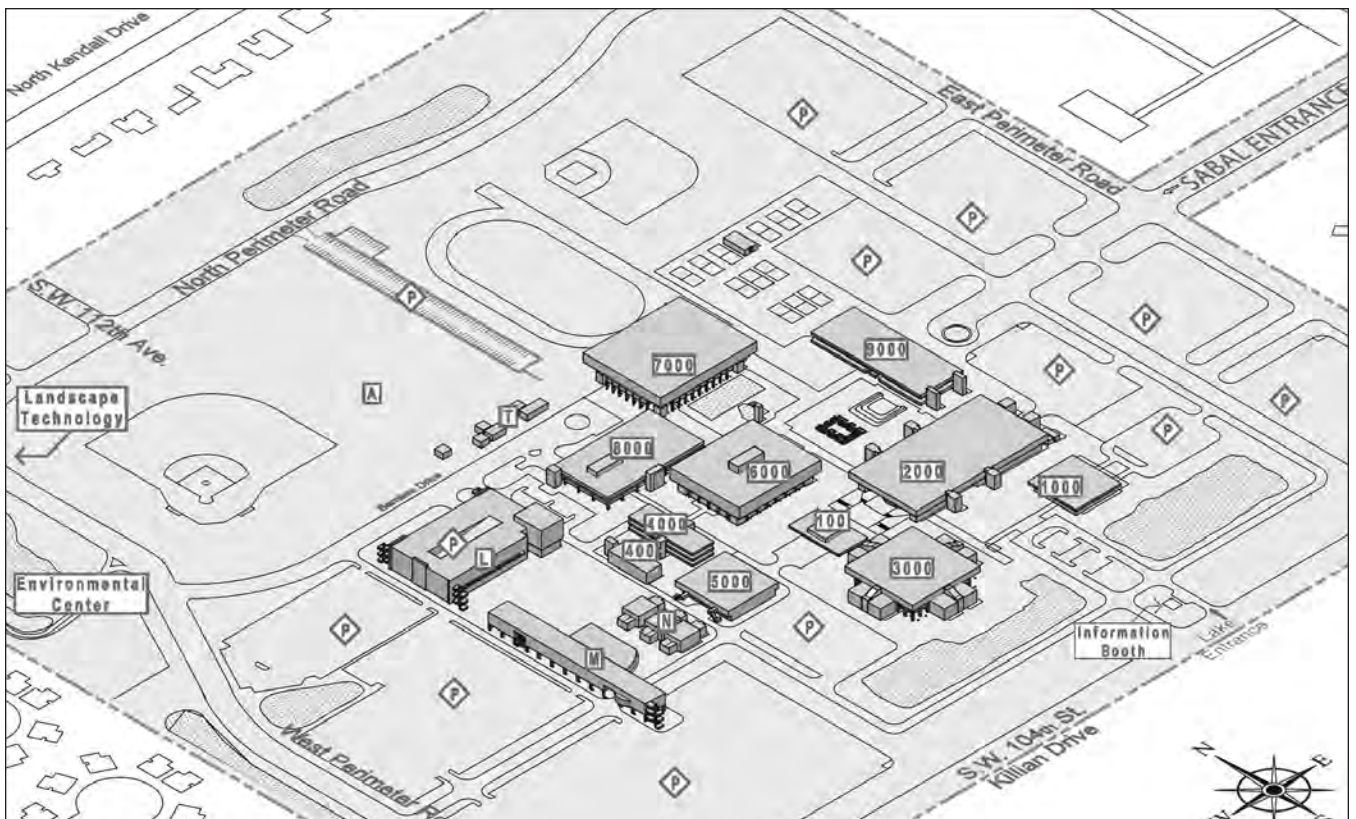 North Kendall Drive
East Perimeter Road
SABAL ENTRANCE
P
P
P
North Perimeter Road
S.W. 112th Ave.
P
P
P
P
P
Landscape
Technology
A
T
7000
9000
8000
6000
2000
1000
P
L
4000
400
100
5000
3000
Environmental
Center
P
N
P
M
Information
Booth
Lake
Entrance
P
West Perimeter R
P
S.W. 104th St.
Killian Drive
N
E
W
S